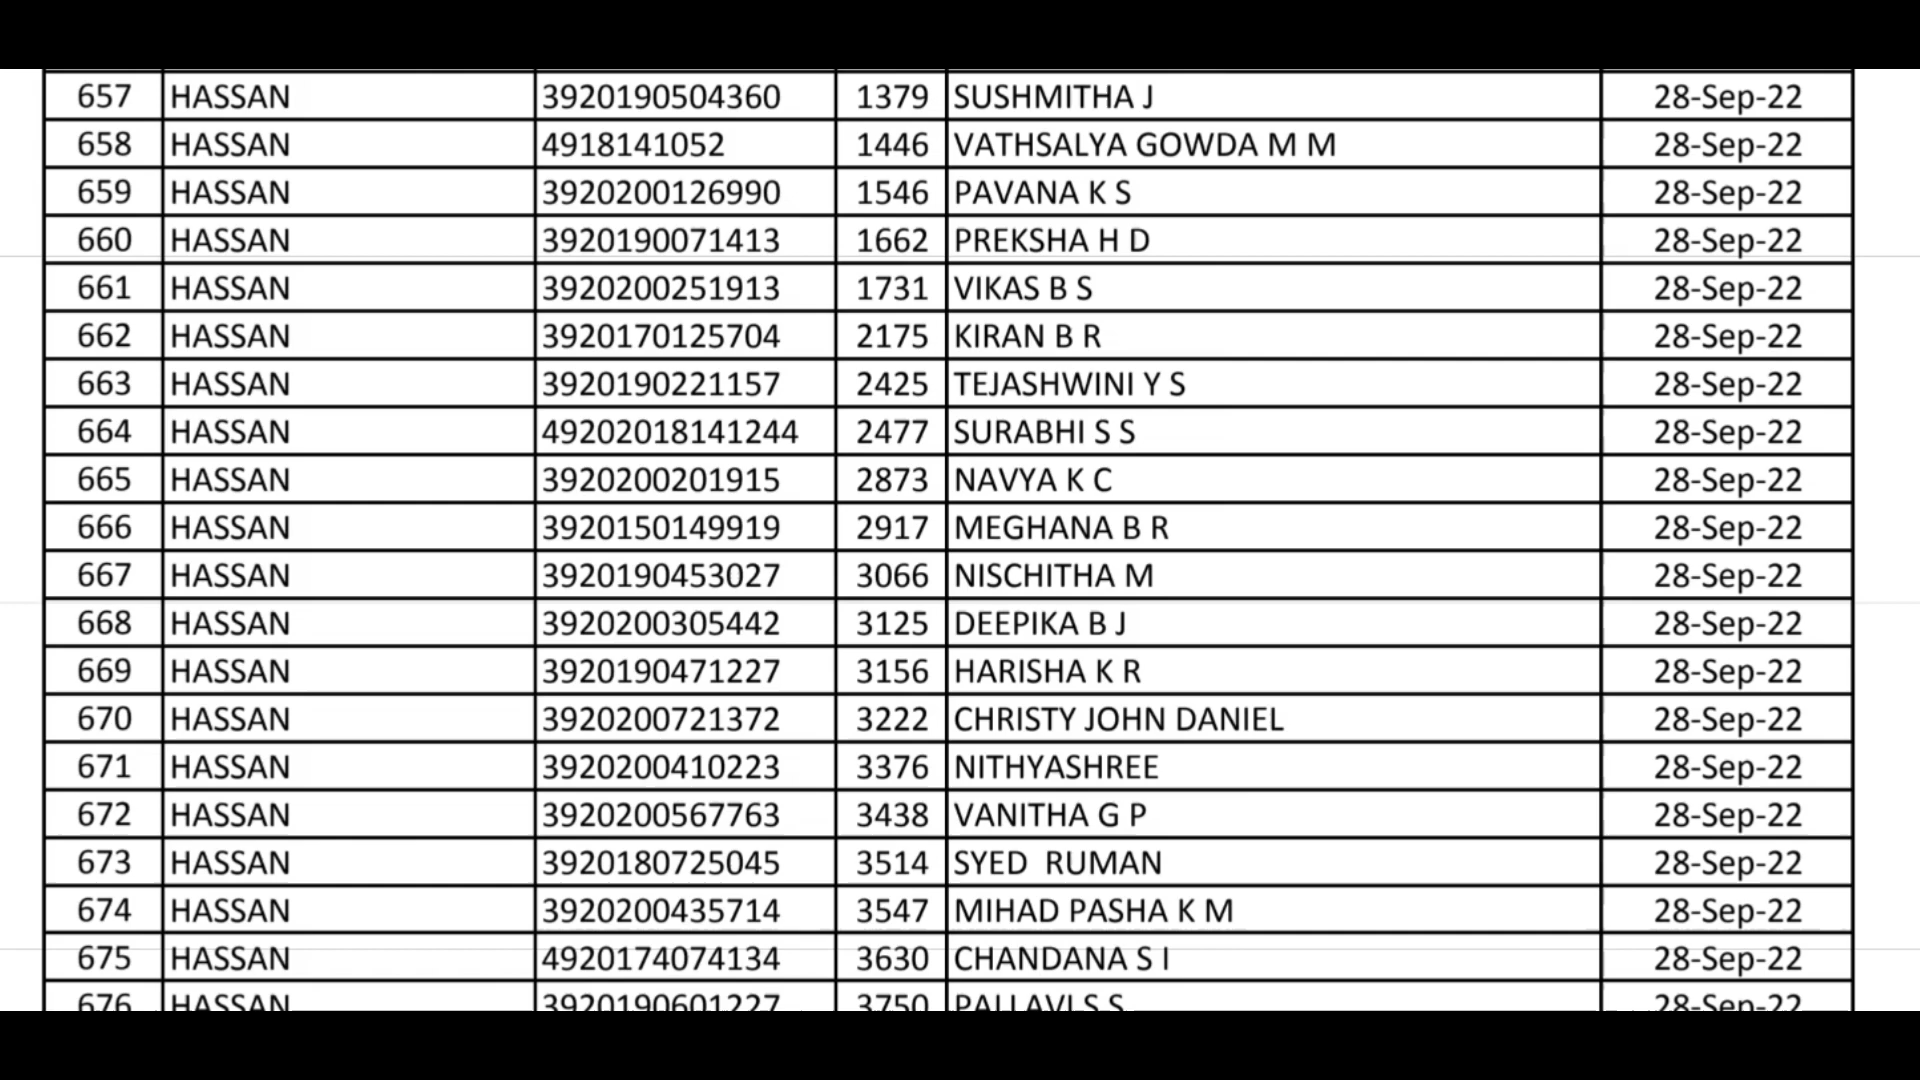 657 HASSAN 3920190504360 1379 SUSHMITHA J 28-Sep-22
658 HASSAN 4918141052 1446 VATHSALYA GOWDA M M 28-Sep-22
659 HASSAN 3920200126990 1546 PAVANA K S 28-Sep-22
660 HASSAN 3920190071413 1662 PREKSHA H D 28-Sep-22
661 HASSAN 3920200251913 1731 VIKAS B S 28-Sep-22
662 HASSAN 3920170125704 2175 KIRAN B R 28-Sep-22
663 HASSAN 3920190221157 2425 TEJASHWINI Y S 28-Sep-22
664 HASSAN 49202018141244 2477 SURABHI S S 28-Sep-22
665 HASSAN 3920200201915 2873 NAVYA K C 28-Sep-22
666 HASSAN 3920150149919 2917 MEGHANA B R 28-Sep-22
667 HASSAN 3920190453027 3066 NISCHITHA M 28-Sep-22
668 HASSAN 3920200305442 3125 DEEPIKA B J 28-Sep-22
669 HASSAN 3920190471227 3156 HARISHA K R 28-Sep-22
670 HASSAN 3920200721372 3222 CHRISTY JOHN DANIEL 28-Sep-22
671 HASSAN 3920200410223 3376 NITHYASHREE 28-Sep-22
672 HASSAN 3920200567763 3438 VANITHA G P 28-Sep-22
673 HASSAN 3920180725045 3514 SYED  RUMAN 28-Sep-22
674 HASSAN 3920200435714 3547 MIHAD PASHA K M 28-Sep-22
675 HASSAN 4920174074134 3630 CHANDANA S I 28-Sep-22
676 HASSAN 3920190601227 3750 PALLAVI S S 28-Sep-22